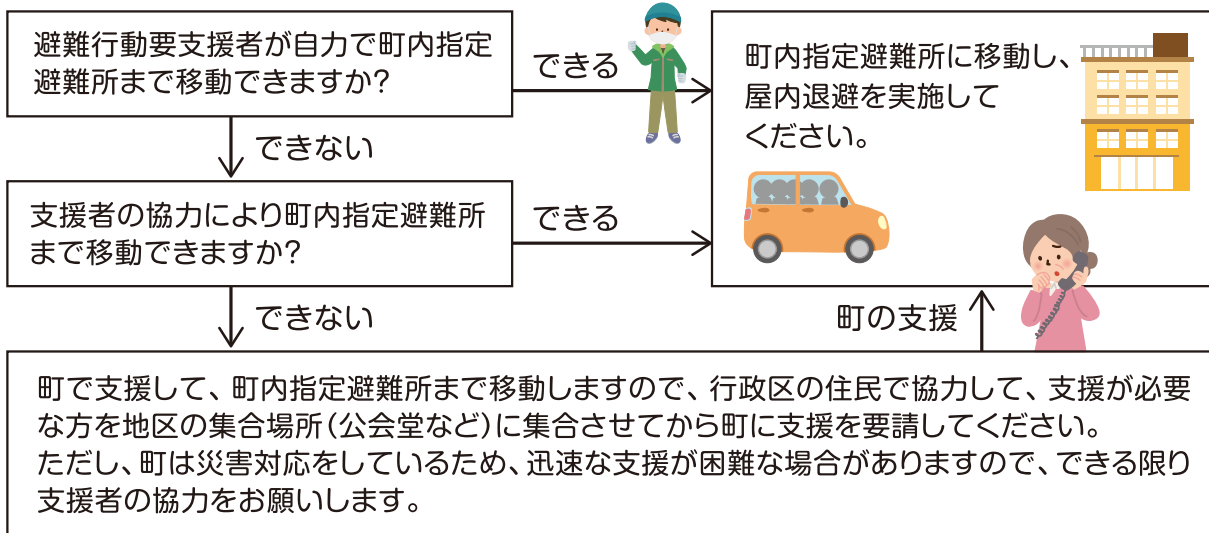 避難行動要支援者が自力で町内指定
避難所まで移動できますか?
できる
町内指定避難所に移動し、
屋内退避を実施して
ください。
できない
支援者の協力により町内指定避難所
まで移動できますか?
できる
できない
町の支援
町で支援して、町内指定避難所まで移動しますので、行政区の住民で協力して、支援が必要
な方を地区の集合場所(公会堂など)に集合させてから町に支援を要請してください。
ただし、町は災害対応をしているため、迅速な支援が困難な場合がありますので、できる限り
支援者の協力をお願いします。